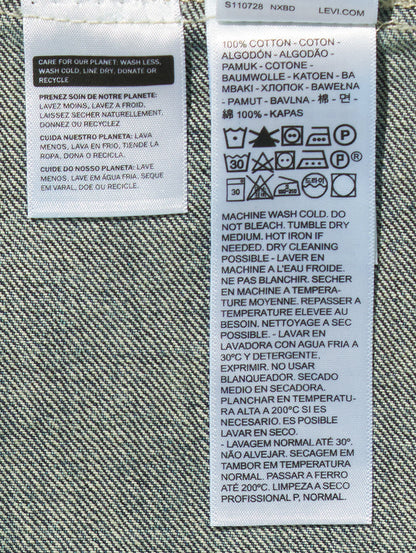 S110728 NXBD LEVI.COM
CARE FOR OUR PLANET: WASH LESS,
WASH COLD, LINE DRY, DONATE OR
RECYCLE
PRENEZ SOIN DE NOTRE PLANETE:
LAVEZ MOINS, LAVEZ A FROID,
LAISSEZ SECHER NATURELLEMENT,
DONNEZ OU RECYCLEZ
CUIDA NUESTRO PLANETA: LAVA
MENOS, LAVA EN FRIO, TIENDE LA
ROPA, DONA O RECICLA.
CUIDE DO NOSSO PLANETA: LAVE
MENOS, LAVE EM ÁGUA FRIA, SEQUE
EM VARAL, DOE OU RECICLE.
100% COTTON - COTON -
ALGODÓN - ALGODÃO -
PAMUK - COTONE -
BAUMWOLLE - KATOEN - BA
MBAKI - ХЛОПОК - BAWEŁNA
- PAMUT - BAVLNA - 棉 - 면 -
綿 100% - KAPAS
P
30 P ®
30
MACHINE WASH COLD. DO
NOT BLEACH. TUMBLE DRY
MEDIUM. HOT IRON IF
NEEDED. DRY CLEANING
POSSIBLE - LAVER EN
MACHINE A L'EAU FROIDE.
NE PAS BLANCHIR. SECHER
EN MACHINE A TEMPERA-
TURE MOYENNE. REPASSER A
TEMPERATURE ELEVEE AU
BESOIN. NETTOYAGE A SEC
POSSIBLE. - LAVAR EN
LAVADORA CON AGUA FRIA A
30ºC Y DETERGENTE.
EXPRIMIR. NO USAR
BLANQUEADOR. SECADO
MEDIO EN SECADORA.
PLANCHAR EN TEMPERATU-
RA ALTA A 200ºC SI ES
NECESARIO. ES POSIBLE
LAVAR EN SECO.
- LAVAGEM NORMAL ATÉ 30°.
NÃO ALVEJAR. SECAGEM EM
TAMBOR EM TEMPERATURA
NORMAL. PASSAR A FERRO
ATÉ 200ºC. LIMPEZA A SECO
PROFISSIONAL P, NORMAL.